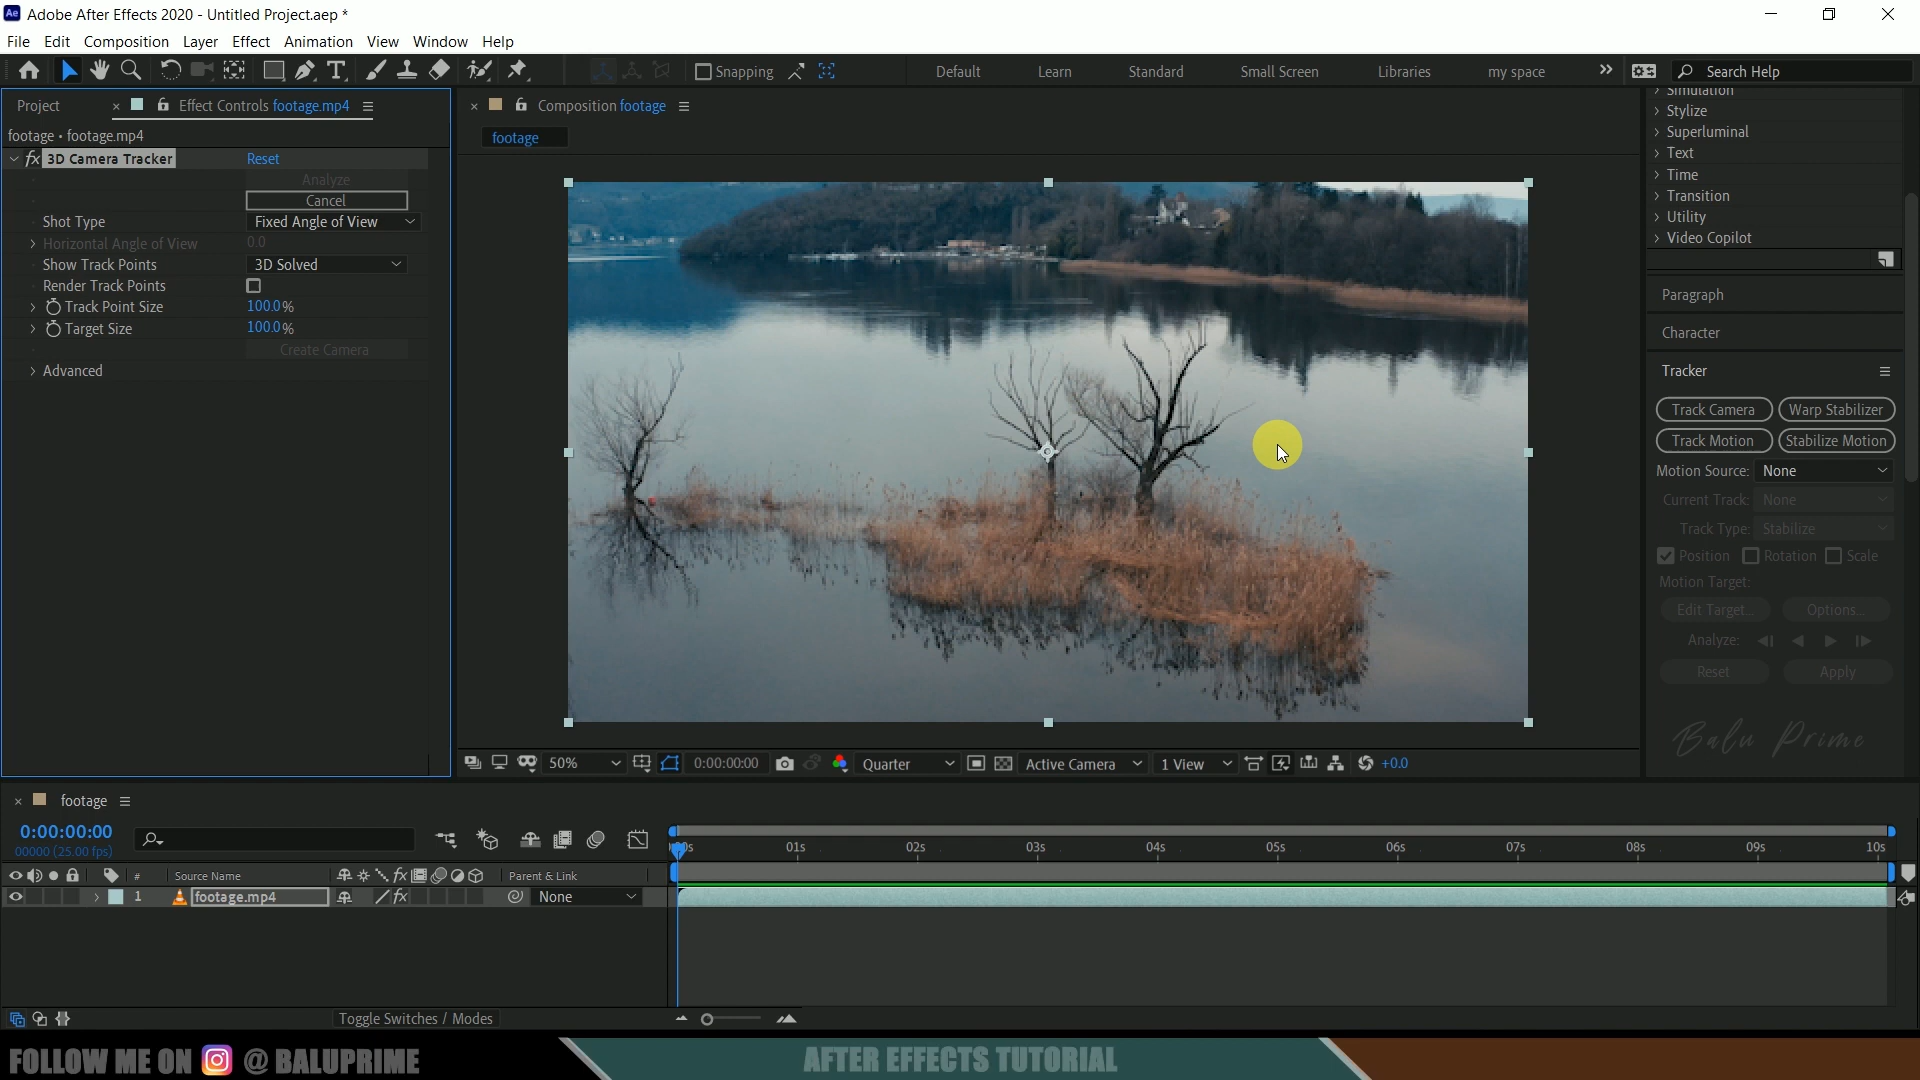 Adobe After Effects 2020 - Untitled Project.aep *
File Edit Composition Layer Effect Animation View Window Help
Snapping Default Learn Standard Small Screen Libraries my space Search Help
Project Effect Controls footage.mp4
footage • footage.mp4
3D Camera Tracker Reset
Analyze
Cancel
Shot Type Fixed Angle of View
Horizontal Angle of View 0.0
Show Track Points 3D Solved
Render Track Points
Track Point Size 100.0%
Target Size 100.0%
Create Camera
Advanced
Composition footage
footage
50% 0:00:00:00 Quarter Active Camera 1 View +0.0
Simulation
Stylize
Superluminal
Text
Time
Transition
Utility
Video Copilot
Paragraph
Character
Tracker
Track Camera Warp Stabilizer
Track Motion Stabilize Motion
Motion Source: None
Current Track: None
Track Type: Stabilize
Position Rotation Scale
Motion Target:
Edit Target... Options...
Analyze:
Reset Apply
Balu Prime
footage
0:00:00:00
00000 (25.00 fps)
01s 02s 03s 04s 05s 06s 07s 08s 09s 10s
# Source Name Parent & Link
1 footage.mp4 None
Toggle Switches / Modes
FOLLOW ME ON @ BALUPRIME
AFTER EFFECTS TUTORIAL